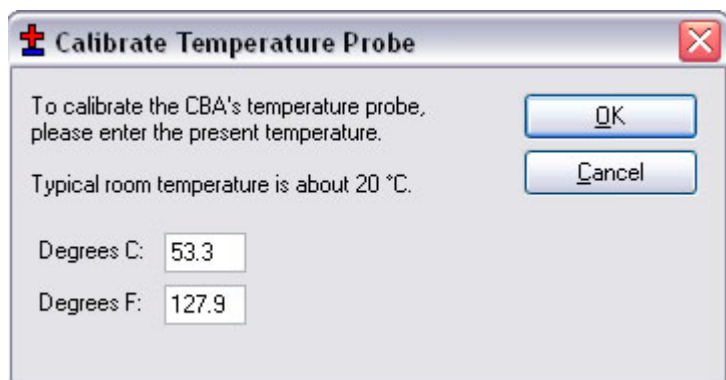 Calibrate Temperature Probe
To calibrate the CBA's temperature probe,
please enter the present temperature.
OK
Cancel
Typical room temperature is about 20 °C.
Degrees C: 53.3
Degrees F: 127.9